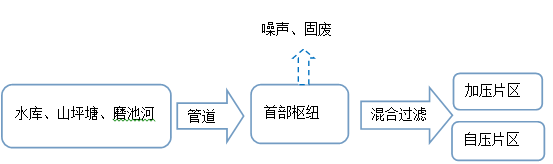 噪声、固废
水库、山坪塘、磨池河
管道
首部枢纽
混合过滤
加压片区
自压片区